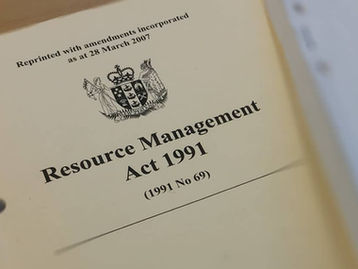 Reprinted with amendments incorporated
as at 28 March 2007
Resource Management
Act 1991
(1991 No 69)